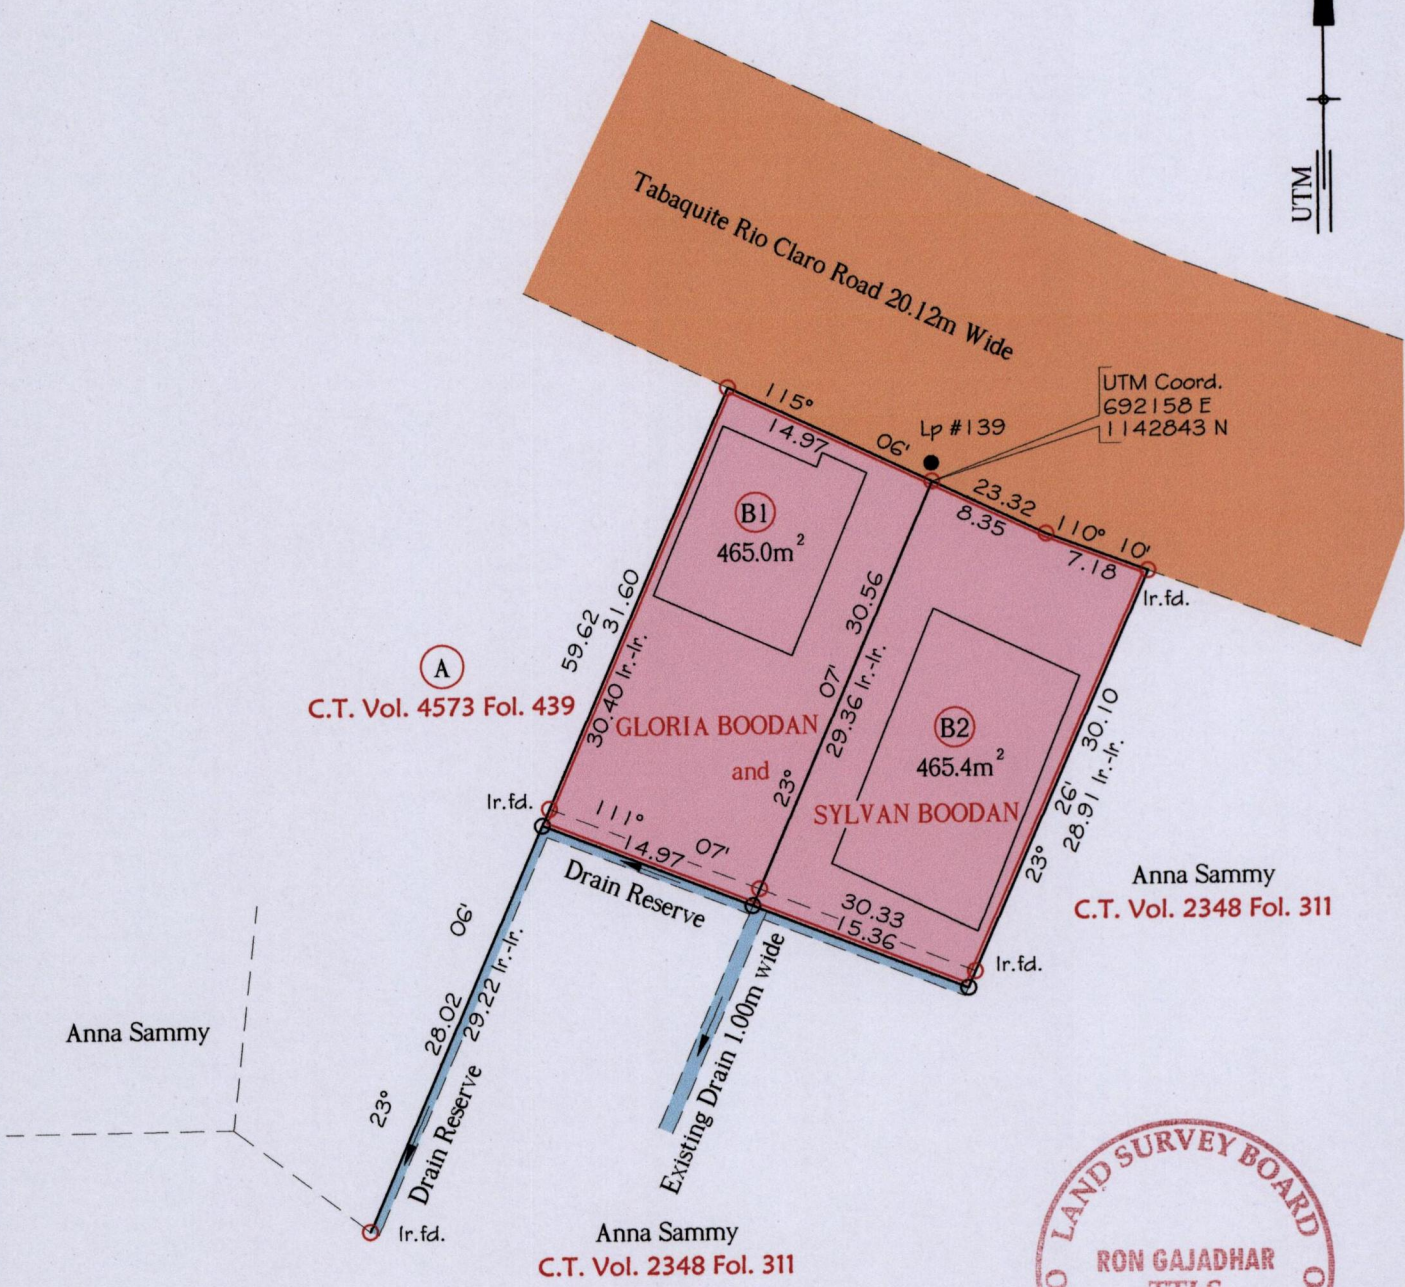 UTM
Tabaquite Rio Claro Road 20.12m Wide
UTM Coord.
692158 E
1142843 N
Lp #139
115° 06'
14.97
23.32
8.35
110° 10'
7.18
Ir.fd.
B1
465.0m²
59.62
31.60
30.40 Ir.-Ir.
23° 07'
30.56
29.36 Ir.-Ir.
A
C.T. Vol. 4573 Fol. 439
GLORIA BOODAN
and
SYLVAN BOODAN
B2
465.4m²
30.10
23° 26'
28.91 Ir.-Ir.
Ir.fd.
111° 07'
14.97
30.33
15.36
Ir.fd.
Drain Reserve
Anna Sammy
C.T. Vol. 2348 Fol. 311
Existing Drain 1.00m wide
23° 06'
28.02
29.22 Ir.-Ir.
Drain Reserve
Anna Sammy
Ir.fd.
Anna Sammy
C.T. Vol. 2348 Fol. 311
LAND SURVEY BOARD
RON GAJADHAR